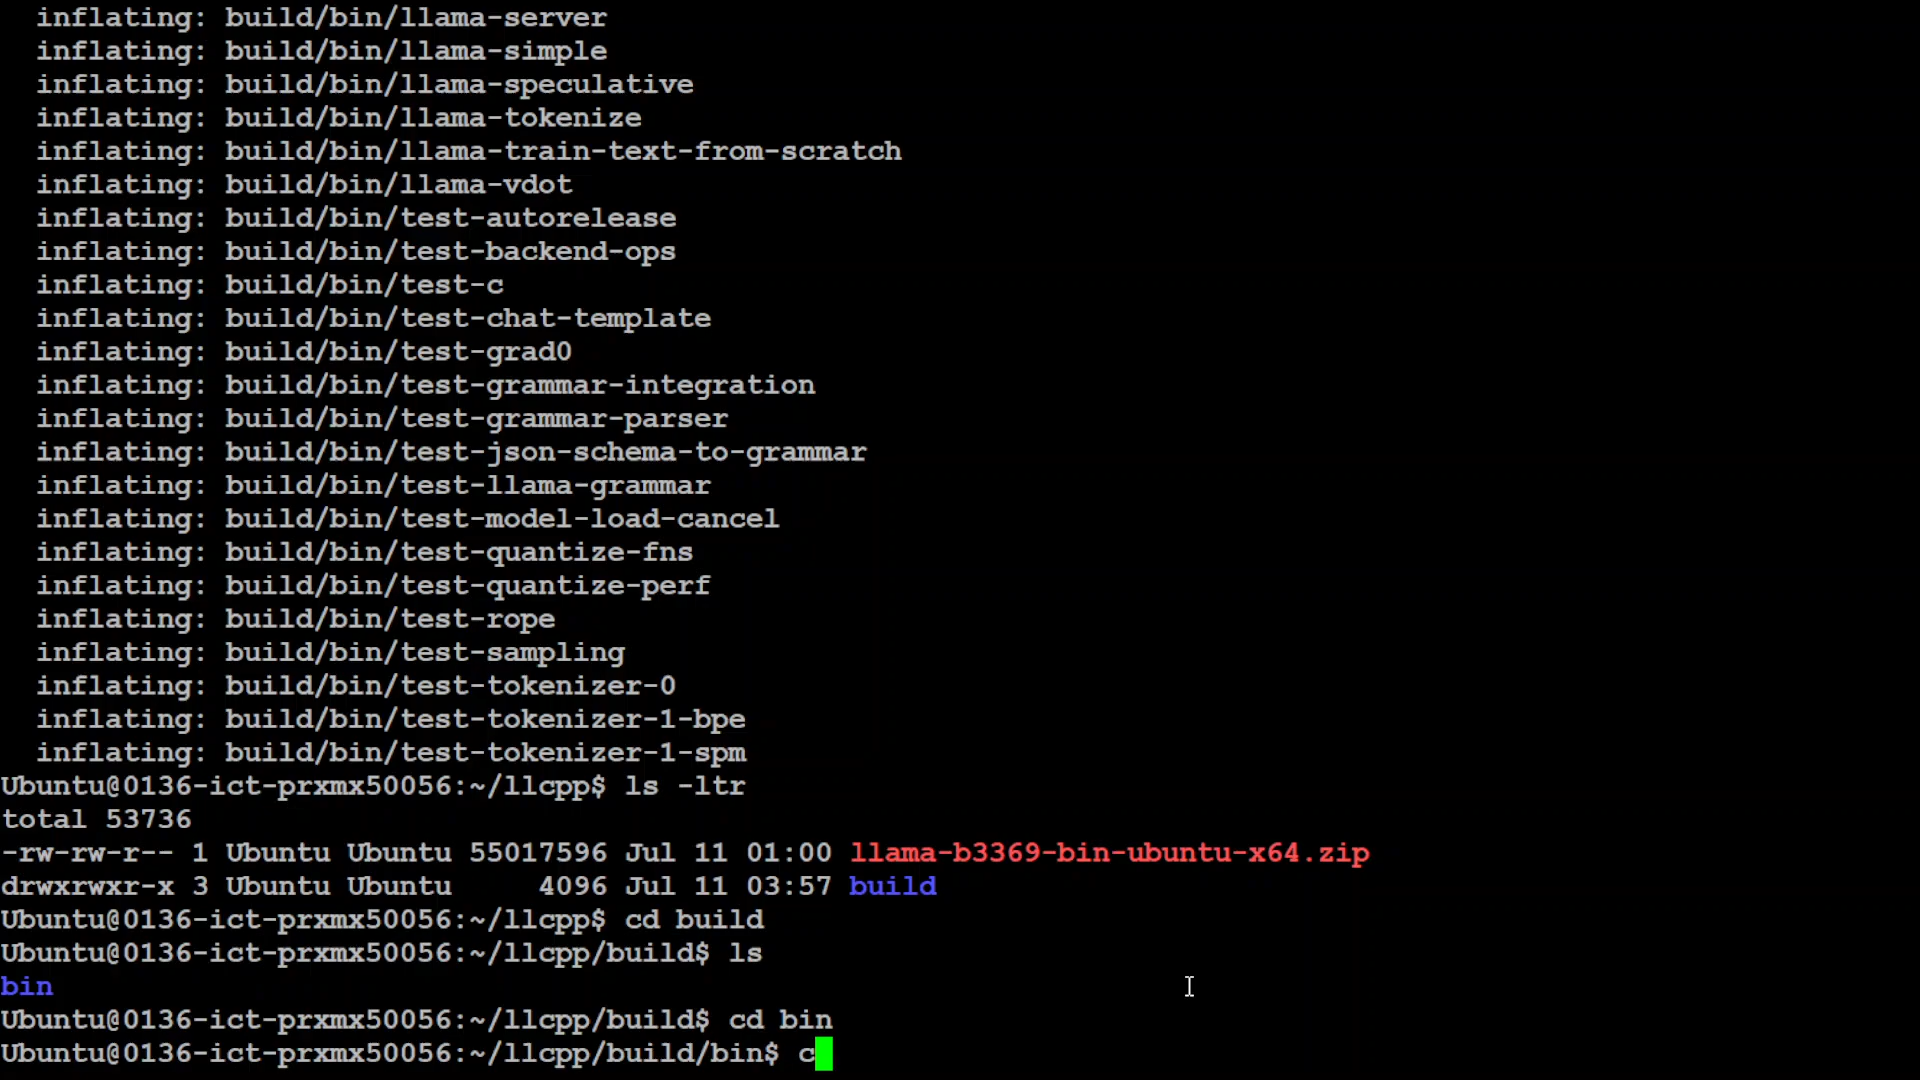 inflating: build/bin/llama-server
inflating: build/bin/llama-simple
inflating: build/bin/llama-speculative
inflating: build/bin/llama-tokenize
inflating: build/bin/llama-train-text-from-scratch
inflating: build/bin/llama-vdot
inflating: build/bin/test-autorelease
inflating: build/bin/test-backend-ops
inflating: build/bin/test-c
inflating: build/bin/test-chat-template
inflating: build/bin/test-grad0
inflating: build/bin/test-grammar-integration
inflating: build/bin/test-grammar-parser
inflating: build/bin/test-json-schema-to-grammar
inflating: build/bin/test-llama-grammar
inflating: build/bin/test-model-load-cancel
inflating: build/bin/test-quantize-fns
inflating: build/bin/test-quantize-perf
inflating: build/bin/test-rope
inflating: build/bin/test-sampling
inflating: build/bin/test-tokenizer-0
inflating: build/bin/test-tokenizer-1-bpe
inflating: build/bin/test-tokenizer-1-spm
Ubuntu@0136-ict-prxmx50056:~/llcpp$ ls -ltr
total 53736
-rw-rw-r-- 1 Ubuntu Ubuntu 55017596 Jul 11 01:00 llama-b3369-bin-ubuntu-x64.zip
drwxrwxr-x 3 Ubuntu Ubuntu     4096 Jul 11 03:57 build
Ubuntu@0136-ict-prxmx50056:~/llcpp$ cd build
Ubuntu@0136-ict-prxmx50056:~/llcpp/build$ ls
bin
Ubuntu@0136-ict-prxmx50056:~/llcpp/build$ cd bin
Ubuntu@0136-ict-prxmx50056:~/llcpp/build/bin$ c